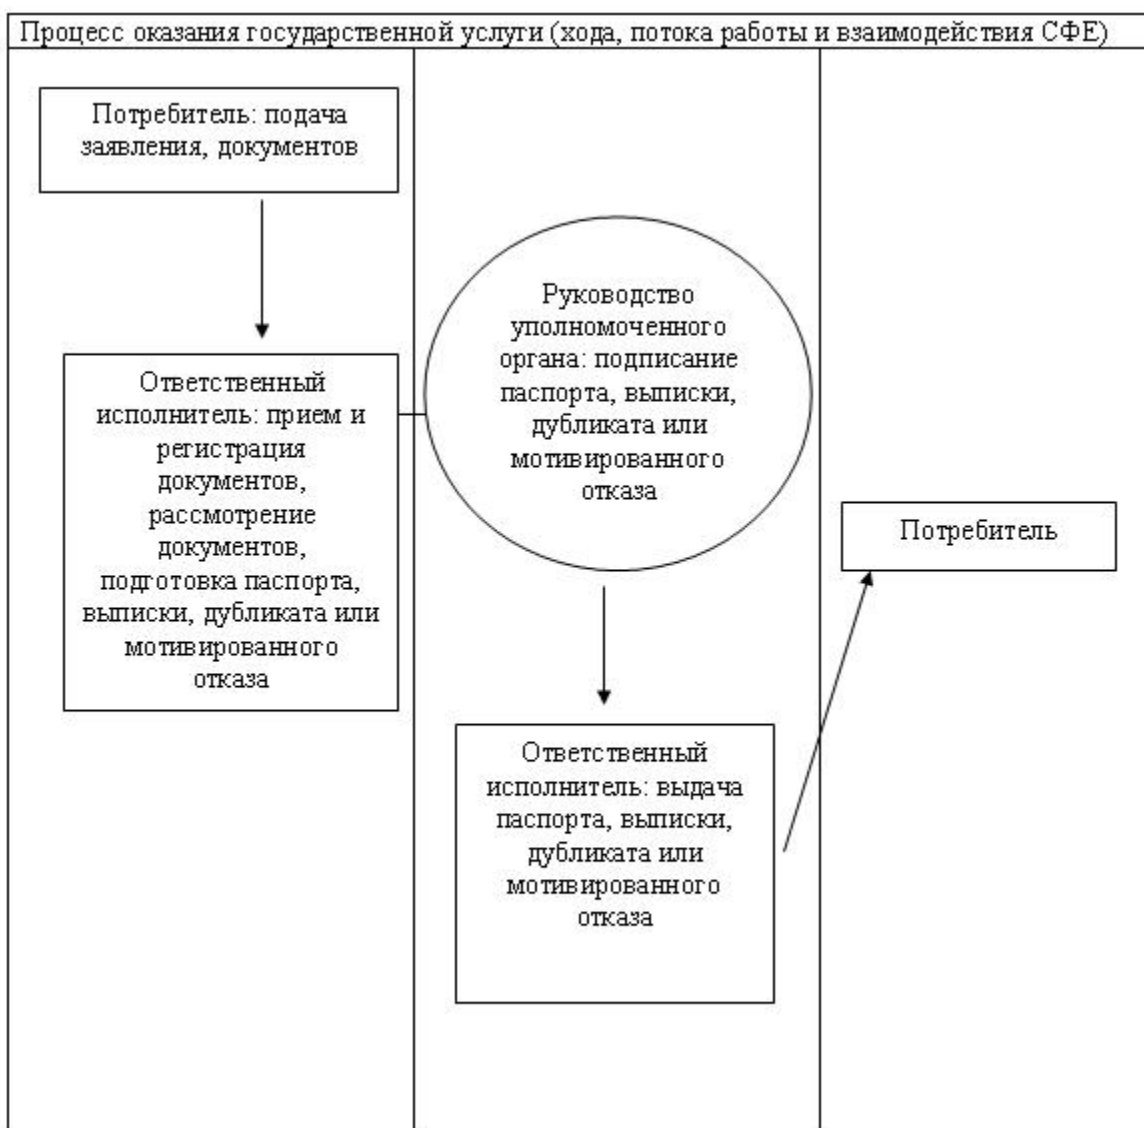 Процесс оказания государственной услуги (хода, потока работы и взаимодействия СФЕ)
Потребитель: подача
заявления, документов
Ответственный
исполнитель: прием и
регистрация
документов,
рассмотрение
документов,
подготовка паспорта,
выписки, дубликата или
мотивированного
отказа
Руководство
уполномоченного
органа: подписание
паспорта, выписки,
дубликата или
мотивированного
отказа
Ответственный
исполнитель: выдача
паспорта, выписки,
дубликата или
мотивированного
отказа
Потребитель